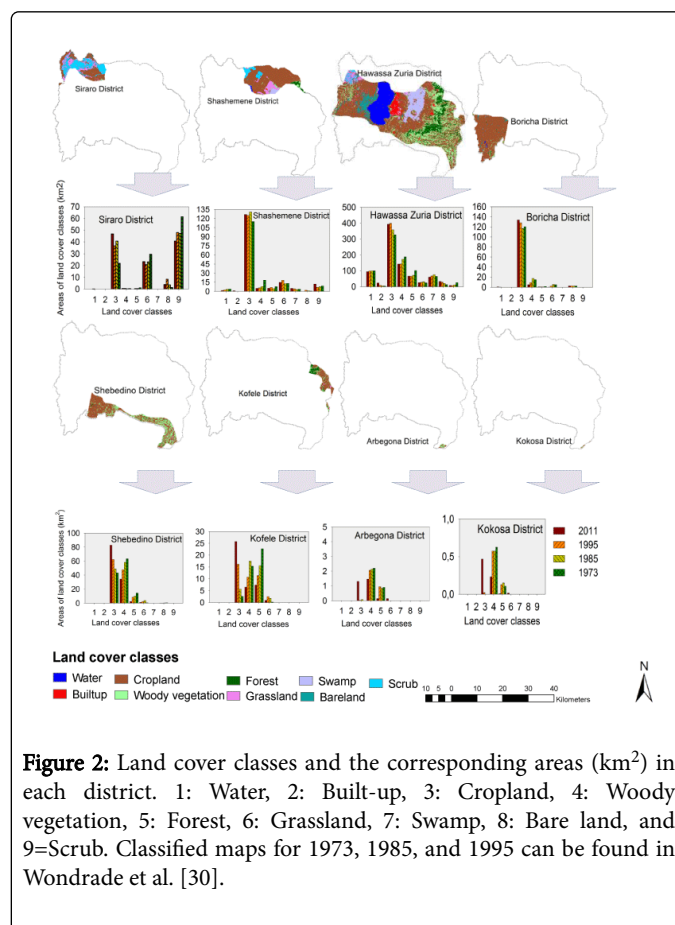 Siraro District
Shashemene District
Hawassa Zuria District
Boricha District
Areas of land cover classes (km2)
70
60
50
40
30
20
10
0
Siraro District
1 2 3 4 5 6 7 8 9
Land cover classes
135
120
105
90
75
60
45
30
15
0
Shashemene District
1 2 3 4 5 6 7 8 9
Land cover classes
500
400
300
200
100
0
Hawassa Zuria District
1 2 3 4 5 6 7 8 9
Land cover classes
160
140
120
100
80
60
40
20
0
Boricha District
1 2 3 4 5 6 7 8 9
Land cover classes
Shebedino District
Kofele District
Arbegona District
Kokosa District
Areas of land cover classes (km²)
100
80
60
40
20
0
Shebedino District
1 2 3 4 5 6 7 8 9
Land cover classes
30
25
20
15
10
5
0
Kofele District
1 2 3 4 5 6 7 8 9
Land cover classes
5
4
3
2
1
0
Arbegona District
1 2 3 4 5 6 7 8 9
Land cover classes
1,0
0,5
0,0
Kokosa District
1 2 3 4 5 6 7 8 9
Land cover classes
2011
1995
1985
1973
Land cover classes
Water Cropland Forest Swamp Scrub
Builtup Woody vegetation Grassland Bareland
10 5 0 10 20 30 40
Kilometers
N
Figure 2: Land cover classes and the corresponding areas (km²) in
each district. 1: Water, 2: Built-up, 3: Cropland, 4: Woody
vegetation, 5: Forest, 6: Grassland, 7: Swamp, 8: Bare land, and
9=Scrub. Classified maps for 1973, 1985, and 1995 can be found in
Wondrade et al. [30].